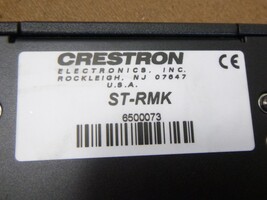 CRESTRON
ELECTRONICS, INC.
ROCKLEIGH, NJ 07647
U.S.A.
CE
ST-RMK
6500073